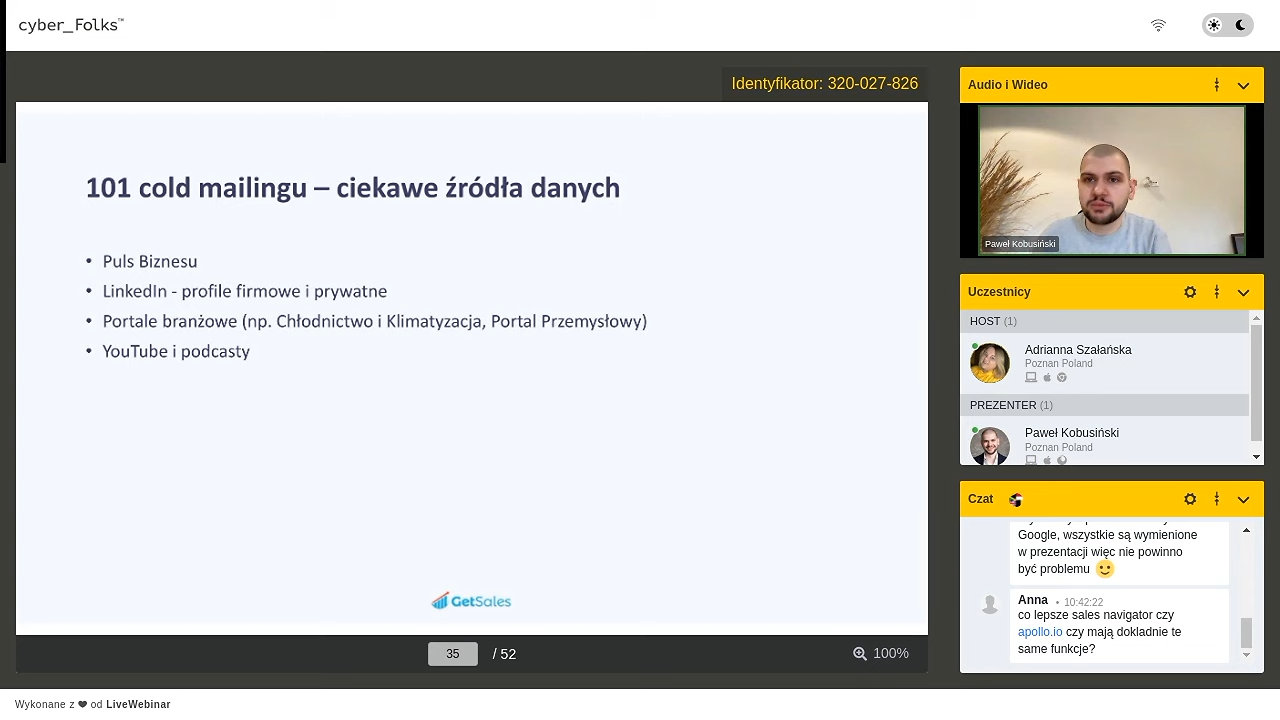 cyber_Folks™
Identyfikator: 320-027-826
101 cold mailingu – ciekawe źródła danych
• Puls Biznesu
• LinkedIn - profile firmowe i prywatne
• Portale branżowe (np. Chłodnictwo i Klimatyzacja, Portal Przemysłowy)
• YouTube i podcasty
GetSales
35 / 52
100%
Audio i Wideo
Paweł Kobusiński
Uczestnicy
HOST (1)
Adrianna Szałańska
Poznan Poland
PREZENTER (1)
Paweł Kobusiński
Poznan Poland
Czat
Google, wszystkie są wymienione
w prezentacji więc nie powinno
być problemu
Anna • 10:42:22
co lepsze sales navigator czy
apollo.io czy mają dokladnie te
same funkcje?
Wykonane z ❤ od LiveWebinar